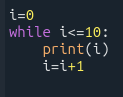 i=0
while i<=10:
    print(i)
    i=i+1